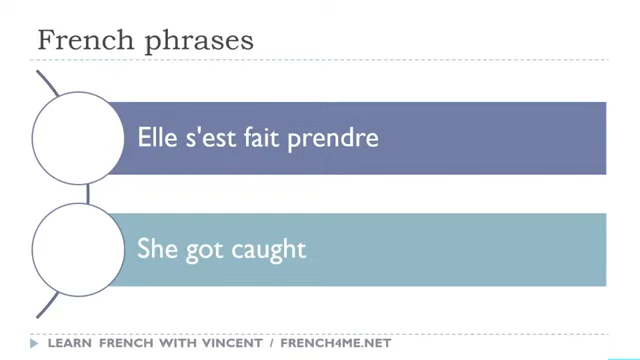 French phrases
Elle s'est fait prendre
She got caught
LEARN FRENCH WITH VINCENT / FRENCH4ME.NET